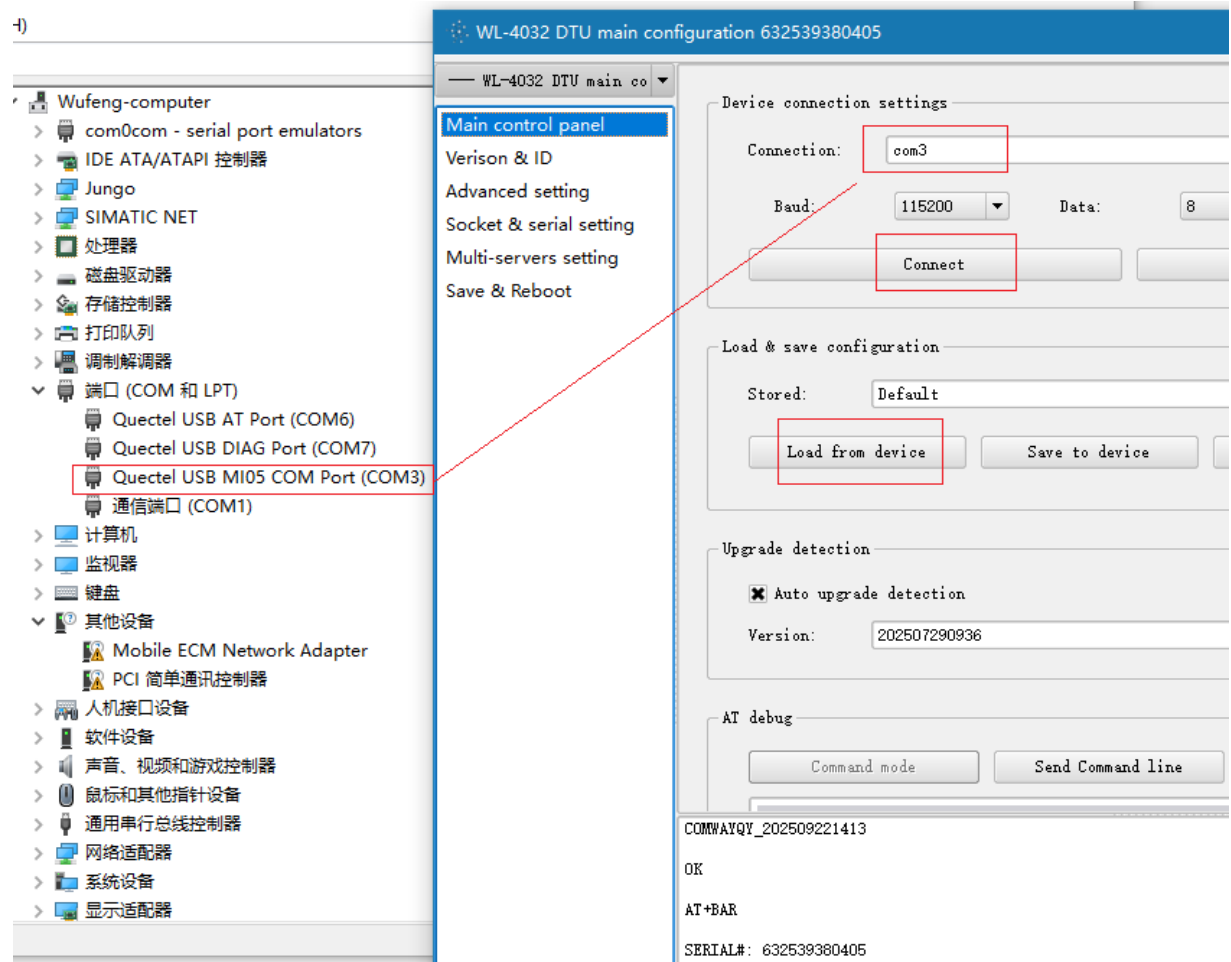 H)
Wufeng-computer
com0com - serial port emulators
IDE ATA/ATAPI 控制器
Jungo
SIMATIC NET
处理器
磁盘驱动器
存储控制器
打印队列
调制解调器
端口 (COM 和 LPT)
Quectel USB AT Port (COM6)
Quectel USB DIAG Port (COM7)
Quectel USB MI05 COM Port (COM3)
通信端口 (COM1)
计算机
监视器
键盘
其他设备
Mobile ECM Network Adapter
PCI 简单通讯控制器
人机接口设备
软件设备
声音、视频和游戏控制器
鼠标和其他指针设备
通用串行总线控制器
网络适配器
系统设备
显示适配器
WL-4032 DTU main configuration 632539380405
WL-4032 DTU main co
Main control panel
Verison & ID
Advanced setting
Socket & serial setting
Multi-servers setting
Save & Reboot
Device connection settings
Connection: com3
Baud: 115200 Data: 8
Connect
Load & save configuration
Stored: Default
Load from device Save to device
Upgrade detection
Auto upgrade detection
Version: 202507290936
AT debug
Command mode Send Command line
COMWAYQY_202509221413
OK
AT+BAR
SERIAL#: 632539380405